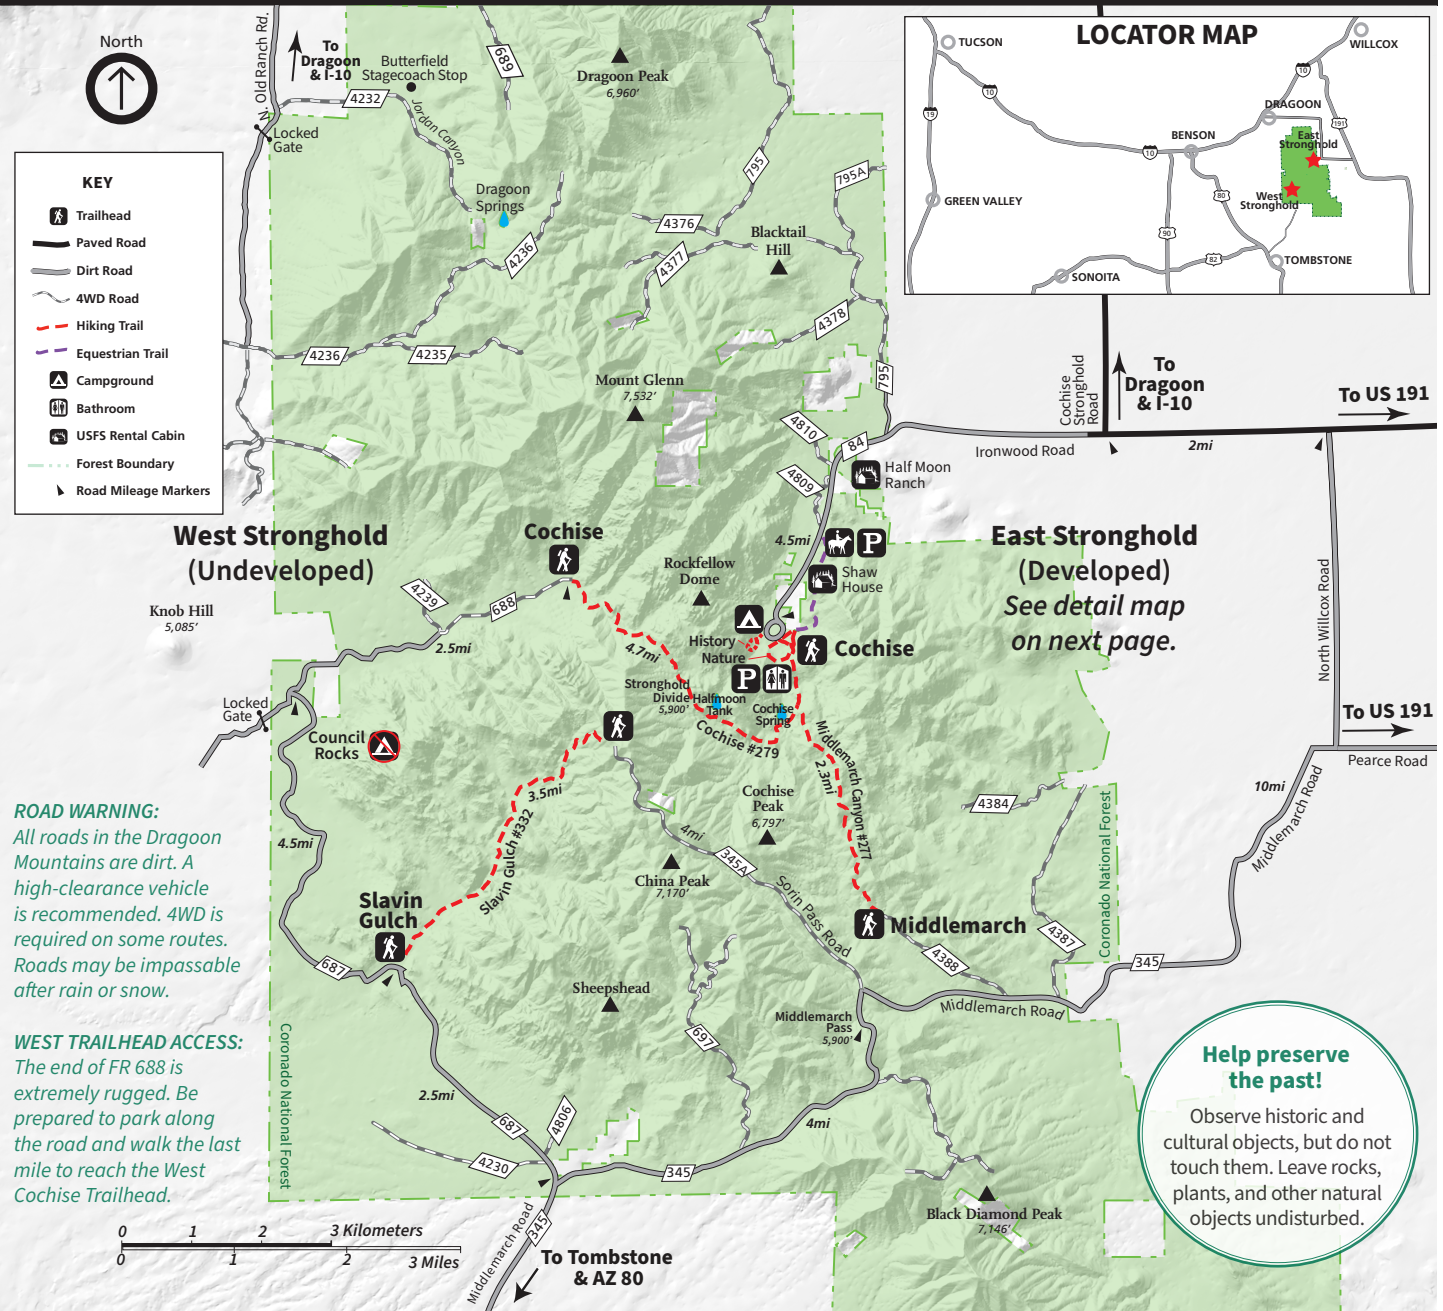 North
N. Old Ranch Rd.
To
Dragoon
& I-10
Butterfield
Stagecoach Stop
4232
Jordan Canyon
689
Dragoon Peak
6,960'
Locked
Gate
Dragoon
Springs
4236
795
795A
4376
4377
Blacktail
Hill
4378
4236
4235
Mount Glenn
7,532'
795
LOCATOR MAP
TUCSON
WILLCOX
10
10
19
DRAGOON
191
BENSON
10
East
Stronghold
West
Stronghold
80
GREEN VALLEY
90
82
TOMBSTONE
SONOITA
KEY
Trailhead
Paved Road
Dirt Road
4WD Road
Hiking Trail
Equestrian Trail
Campground
Bathroom
USFS Rental Cabin
Forest Boundary
Road Mileage Markers
Cochise
Stronghold
Road
To
Dragoon
& I-10
To US 191
Ironwood Road
2mi
4810
84
4809
Half Moon
Ranch
4.5mi
P
Shaw
House
West Stronghold
(Undeveloped)
East Stronghold
(Developed)
See detail map
on next page.
North Willcox Road
Cochise
Rockfellow
Dome
Knob Hill
5,085'
4239
688
2.5mi
4.7mi
History
Nature
Cochise
P
Stronghold
Divide
5,900'
Halfmoon
Tank
Cochise
Spring
Cochise #279
Middlemarch Canyon #277
2.3mi
Locked
Gate
Council
Rocks
3.5mi
Slavin Gulch #332
4.5mi
Cochise
Peak
6,797'
4mi
345A
China Peak
7,170'
Sorin Pass Road
4384
Coronado National Forest
To US 191
Pearce Road
10mi
Middlemarch Road
ROAD WARNING:
All roads in the Dragoon
Mountains are dirt. A
high-clearance vehicle
is recommended. 4WD is
required on some routes.
Roads may be impassable
after rain or snow.
Slavin
Gulch
687
Middlemarch
4388
4387
345
Middlemarch Road
Sheepshead
Middlemarch
Pass
5,900'
697
WEST TRAILHEAD ACCESS:
The end of FR 688 is
extremely rugged. Be
prepared to park along
the road and walk the last
mile to reach the West
Cochise Trailhead.
Coronado National Forest
2.5mi
687
4806
4230
345
4mi
Black Diamond Peak
7,146'
Help preserve
the past!
Observe historic and
cultural objects, but do not
touch them. Leave rocks,
plants, and other natural
objects undisturbed.
0 1 2 3 Kilometers
0 1 2 3 Miles
Middlemarch Road
345
To Tombstone
& AZ 80